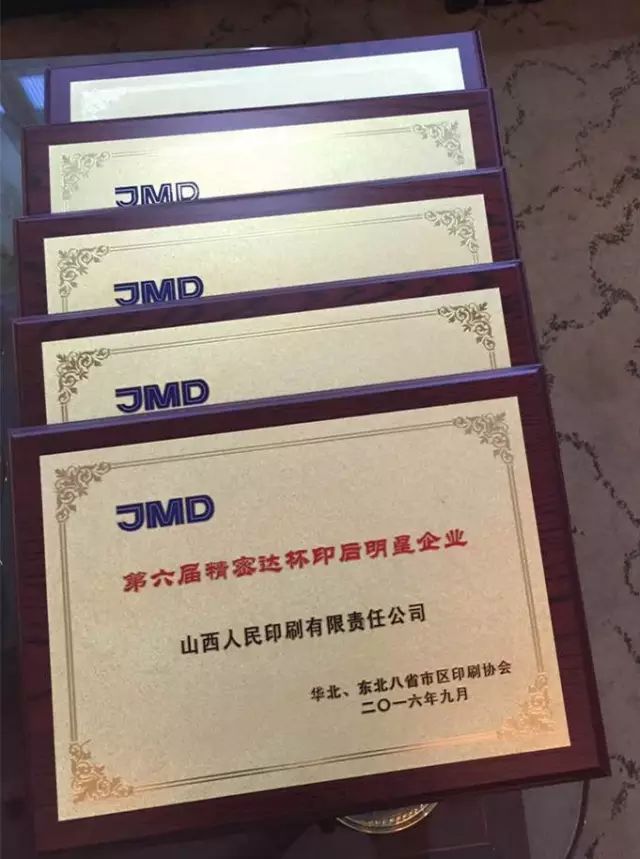 JMD
JMD
JMD
JMD
第六届精密达杯印后明星企业
山西人民印刷有限责任公司
华北、东北八省市区印刷协会
二〇一六年九月